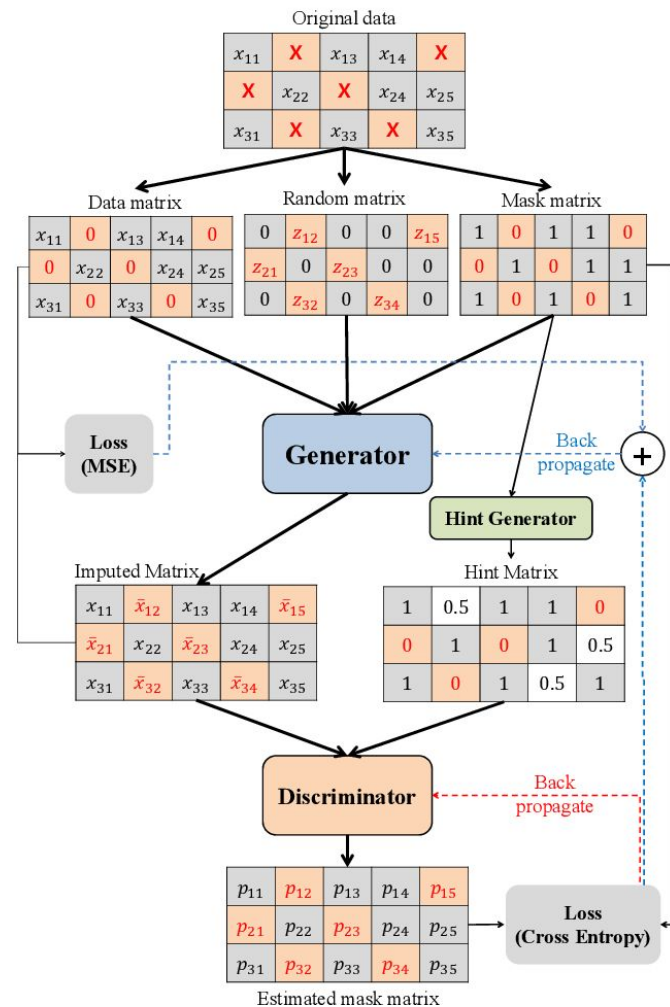 Original data
x₁₁ X x₁₃ x₁₄ X
X x₂₂ X x₂₄ x₂₅
x₃₁ X x₃₃ X x₃₅
Data matrix
x₁₁ 0 x₁₃ x₁₄ 0
0 x₂₂ 0 x₂₄ x₂₅
x₃₁ 0 x₃₃ 0 x₃₅
Random matrix
0 z₁₂ 0 0 z₁₅
z₂₁ 0 z₂₃ 0 0
0 z₃₂ 0 z₃₄ 0
Mask matrix
1 0 1 1 0
0 1 0 1 1
1 0 1 0 1
Loss
(MSE)
Generator
Back
propagate
+
Hint Generator
Imputed Matrix
x₁₁ x̄₁₂ x₁₃ x₁₄ x̄₁₅
x̄₂₁ x₂₂ x̄₂₃ x₂₄ x₂₅
x₃₁ x̄₃₂ x₃₃ x̄₃₄ x₃₅
Hint Matrix
1 0.5 1 1 0
0 1 0 1 0.5
1 0 1 0.5 1
Discriminator
Back
propagate
p₁₁ p₁₂ p₁₃ p₁₄ p₁₅
p₂₁ p₂₂ p₂₃ p₂₄ p₂₅
p₃₁ p₃₂ p₃₃ p₃₄ p₃₅
Estimated mask matrix
Loss
(Cross Entropy)